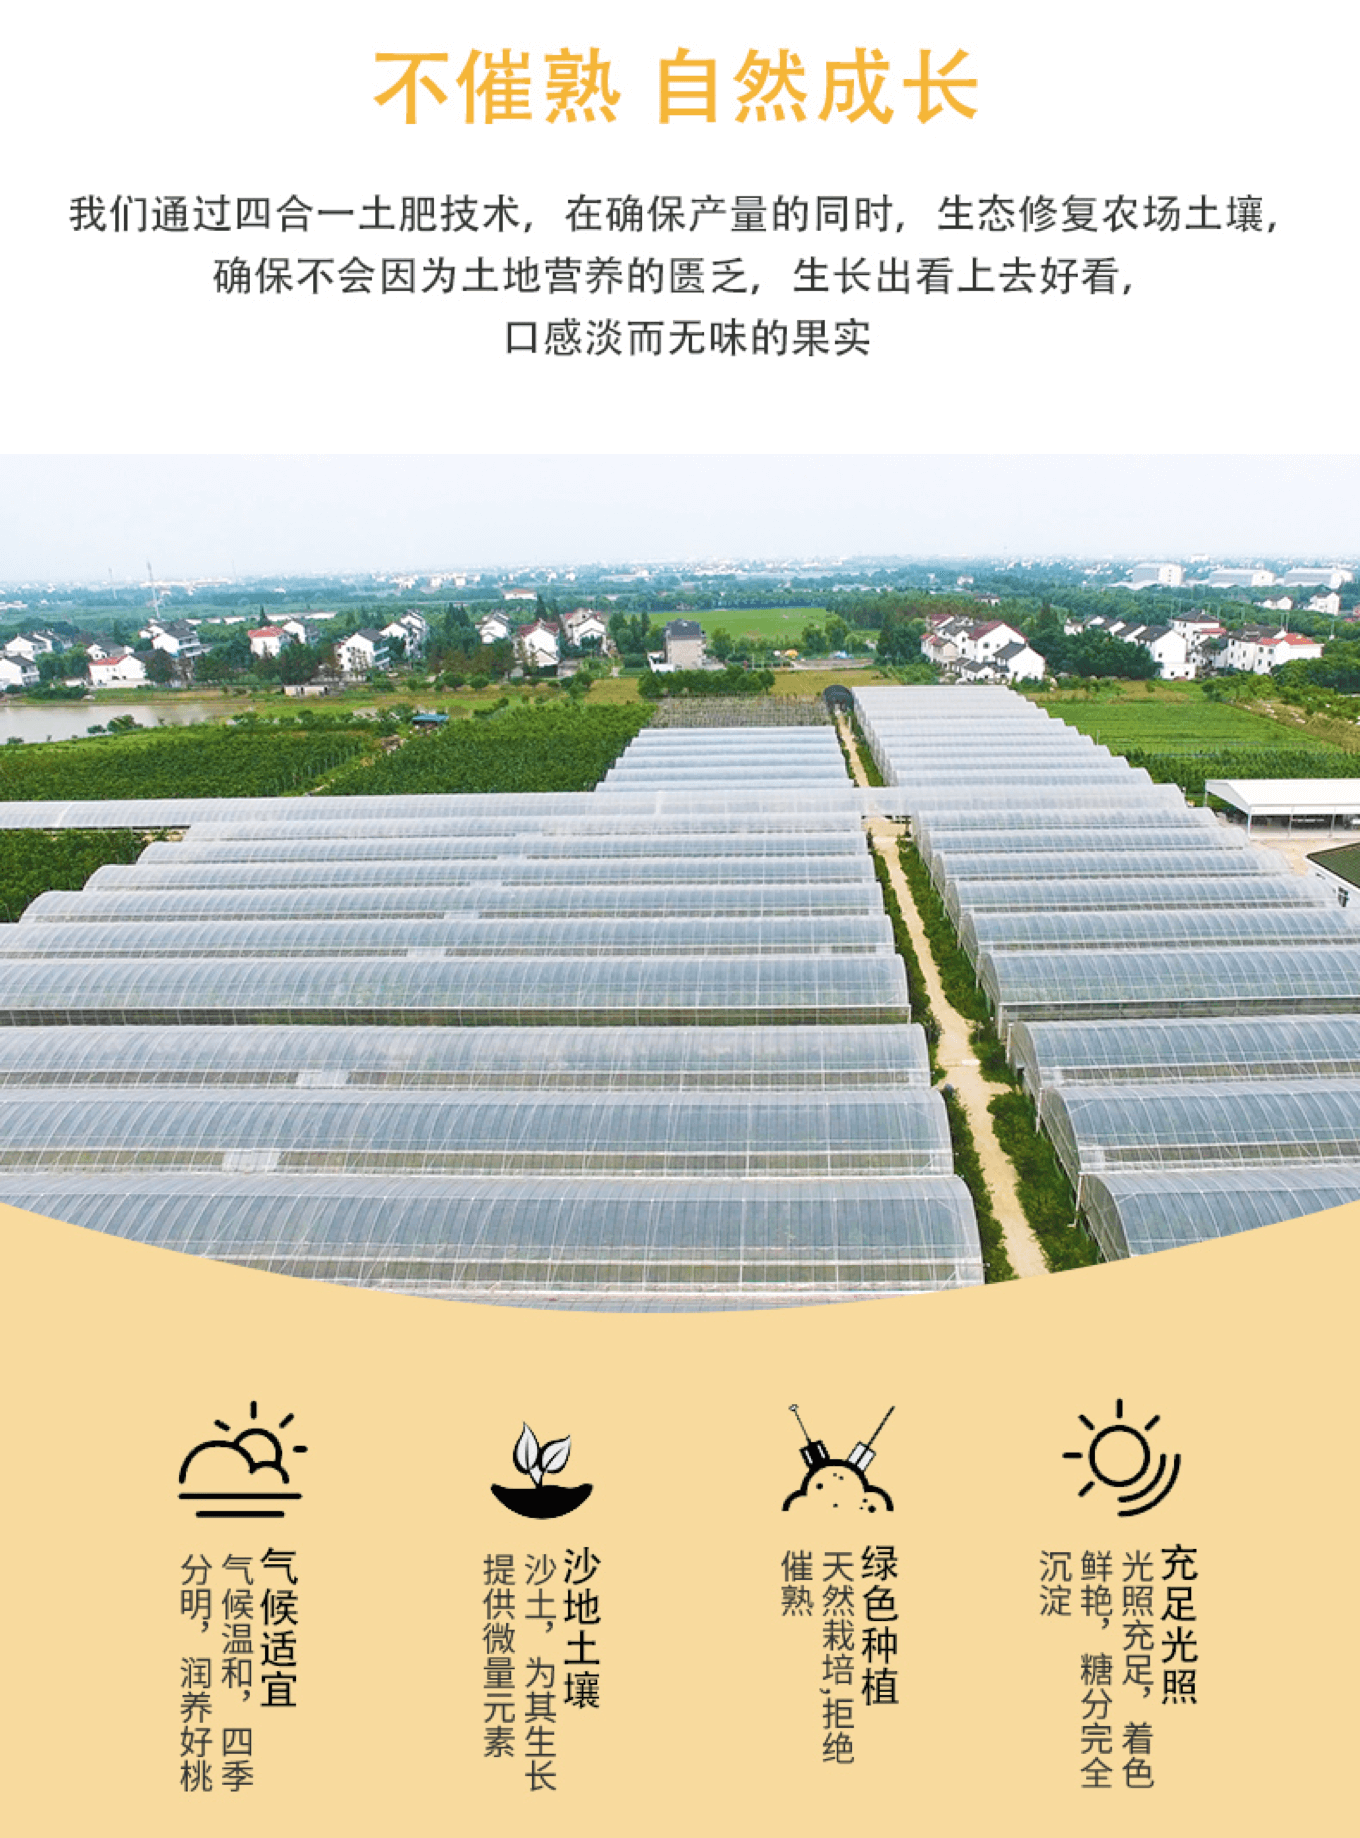 不催熟 自然成长
我们通过四合一土肥技术，在确保产量的同时，生态修复农场土壤，
确保不会因为土地营养的匮乏，生长出看上去好看，
口感淡而无味的果实
气候适宜
气候温和，四季
分明，润养好桃
沙地土壤
沙土，为其生长
提供微量元素
绿色种植
天然栽培，拒绝
催熟
充足光照
光照充足，着色
鲜艳，糖分完全
沉淀